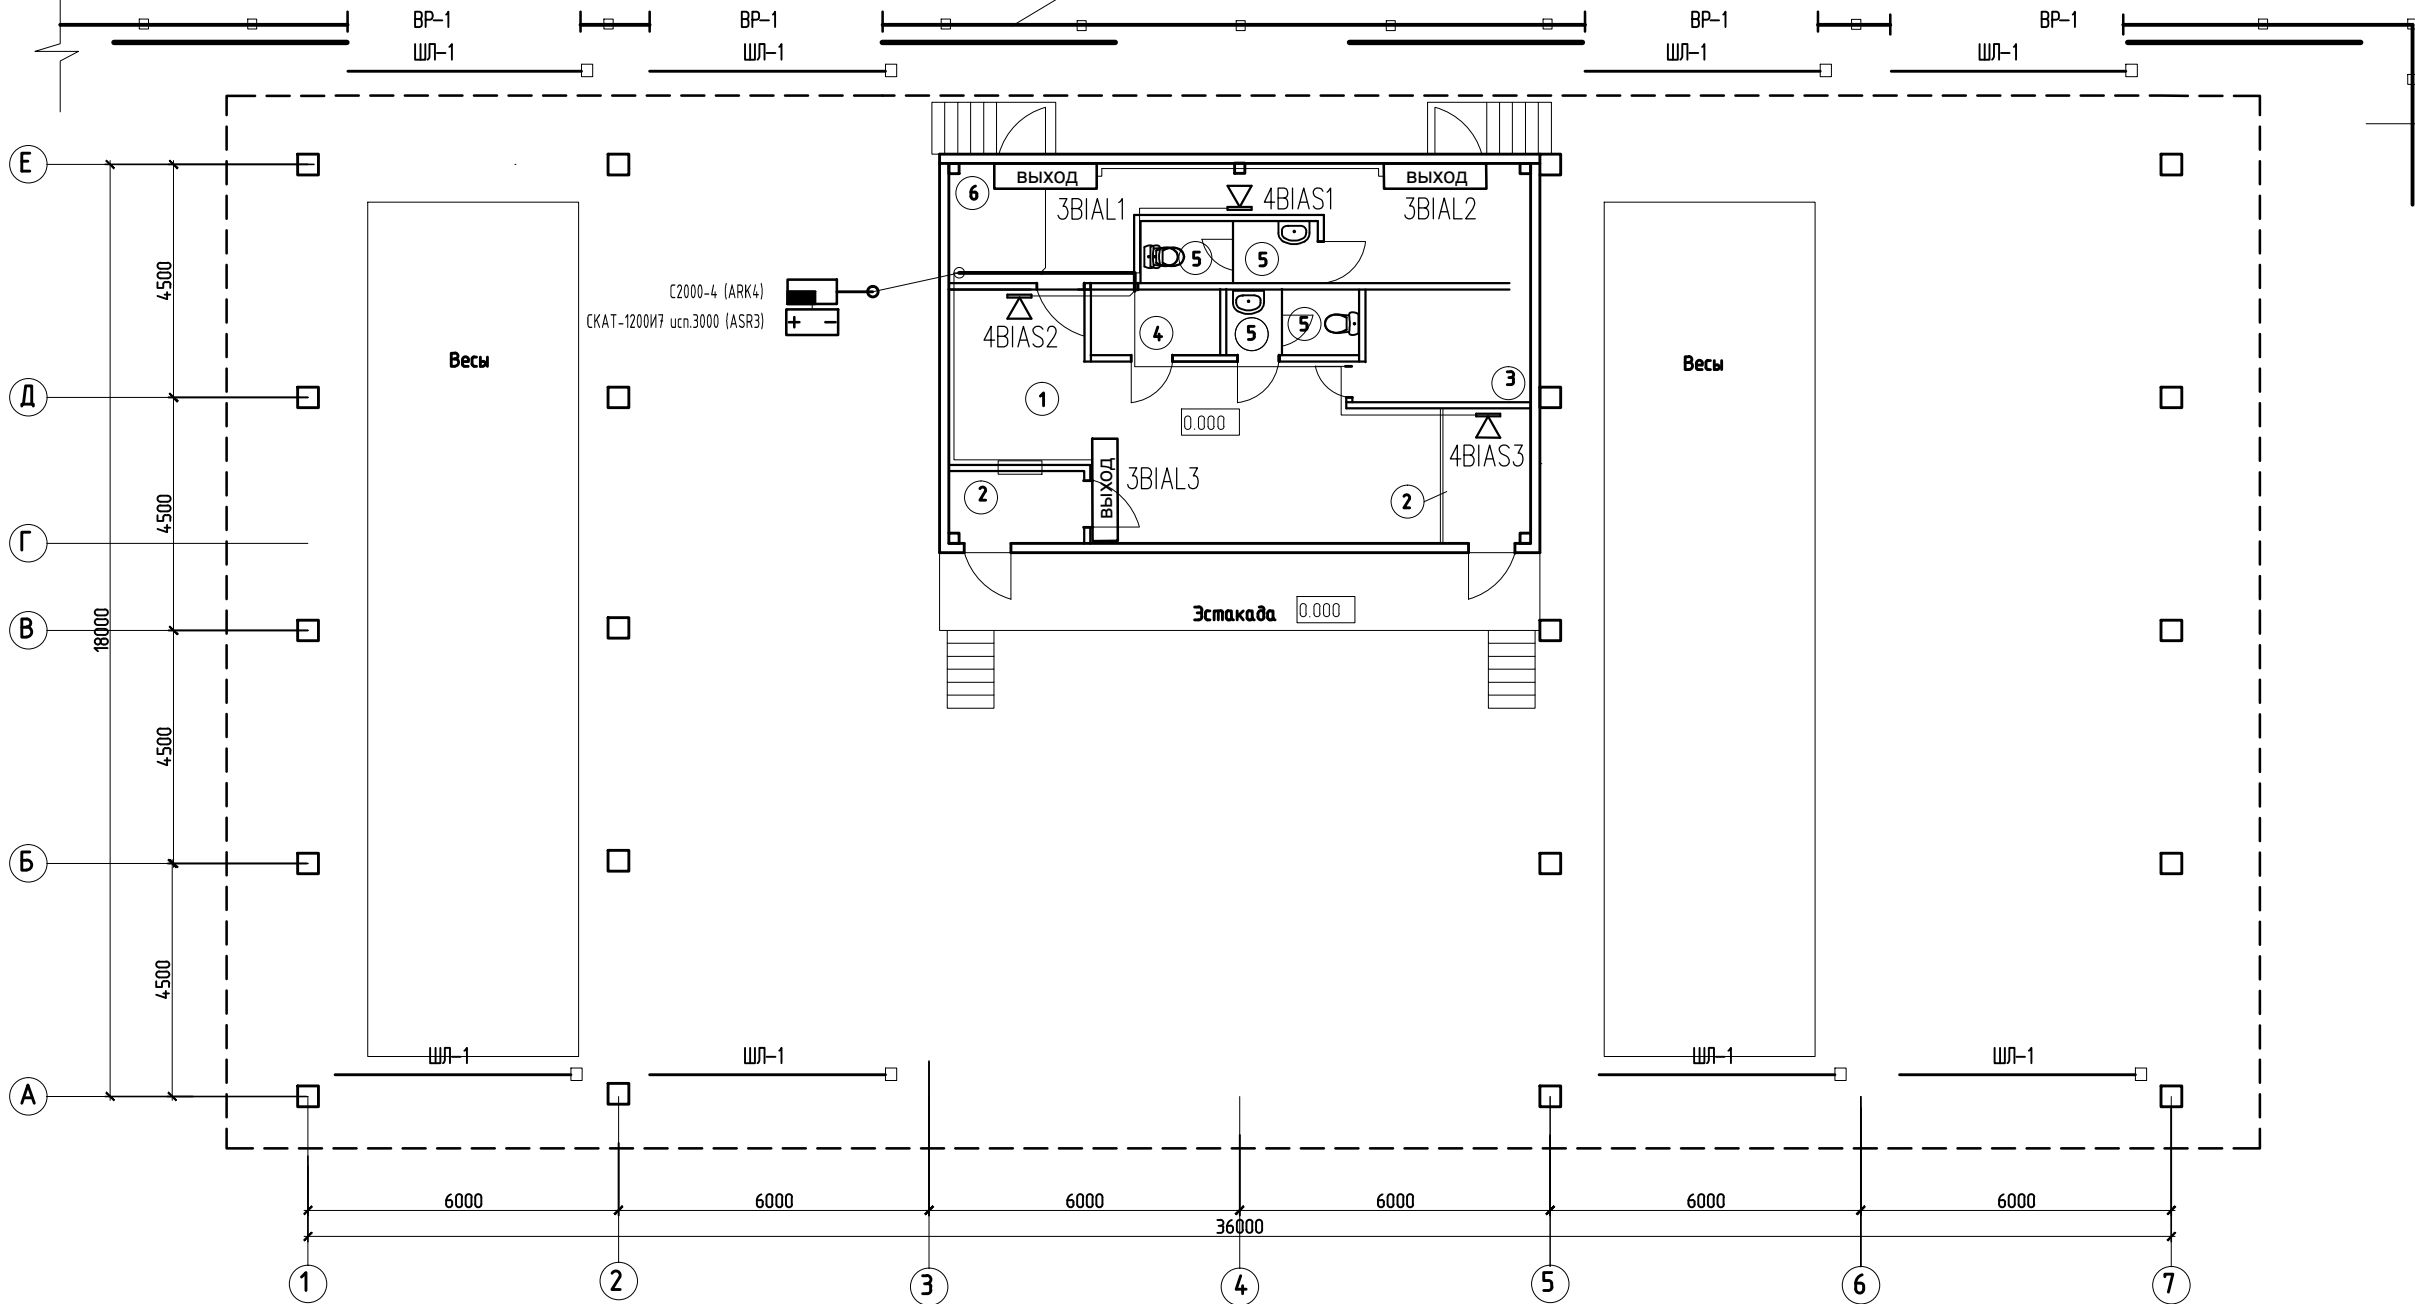 ВР-1 ВР-1 ВР-1 ВР-1
ШЛ-1 ШЛ-1 ШЛ-1 ШЛ-1
Е
ВЫХОД ВЫХОД
6
3BIAL1 4BIAS1 3BIAL2
5 5
4500
С2000-4 (ARK4)
СКАТ-1200И7 исп.3000 (ASR3)
4BIAS2 4 5 5
Весы Весы
3
Д
1
0.000
4BIAS3
ВЫХОД
3BIAL3
2 2
4500
Г
Эстакада 0.000
В
18000
4500
Б
4500
ШЛ-1 ШЛ-1 ШЛ-1 ШЛ-1
А
6000 6000 6000 6000 6000 6000
36000
1 2 3 4 5 6 7